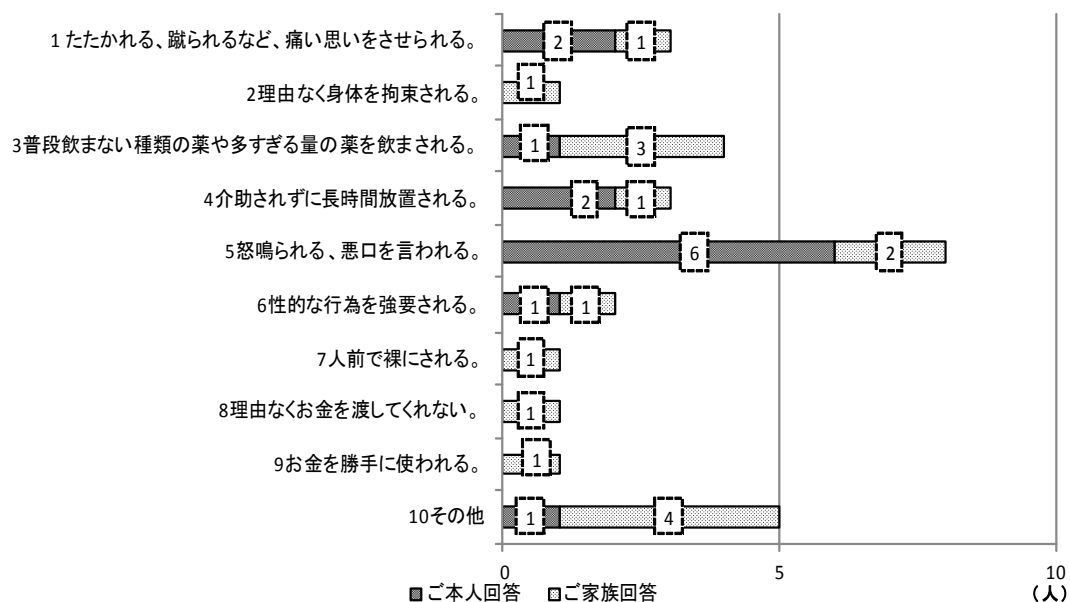 1たたかれる、蹴られるなど、痛い思いをさせられる。
2 1
2理由なく身体を拘束される。
1
3普段飲まない種類の薬や多すぎる量の薬を飲まされる。
1 3
4介助されずに長時間放置される。
2 1
5怒鳴られる、悪口を言われる。
6 2
6性的な行為を強要される。
1 1
7人前で裸にされる。
1
8理由なくお金を渡してくれない。
1
9お金を勝手に使われる。
1
10その他
1 4
0 5 10
ご本人回答 ご家族回答 (人)